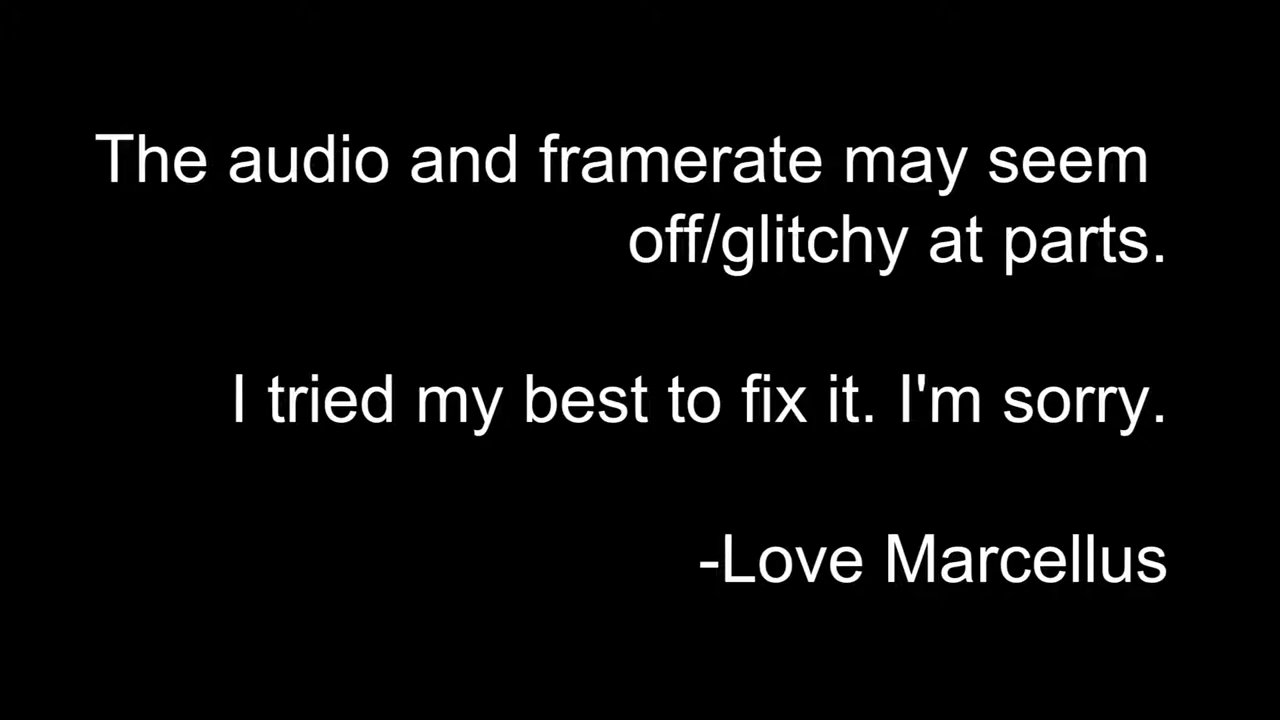 The audio and framerate may seem
off/glitchy at parts.
I tried my best to fix it. I'm sorry.
-Love Marcellus